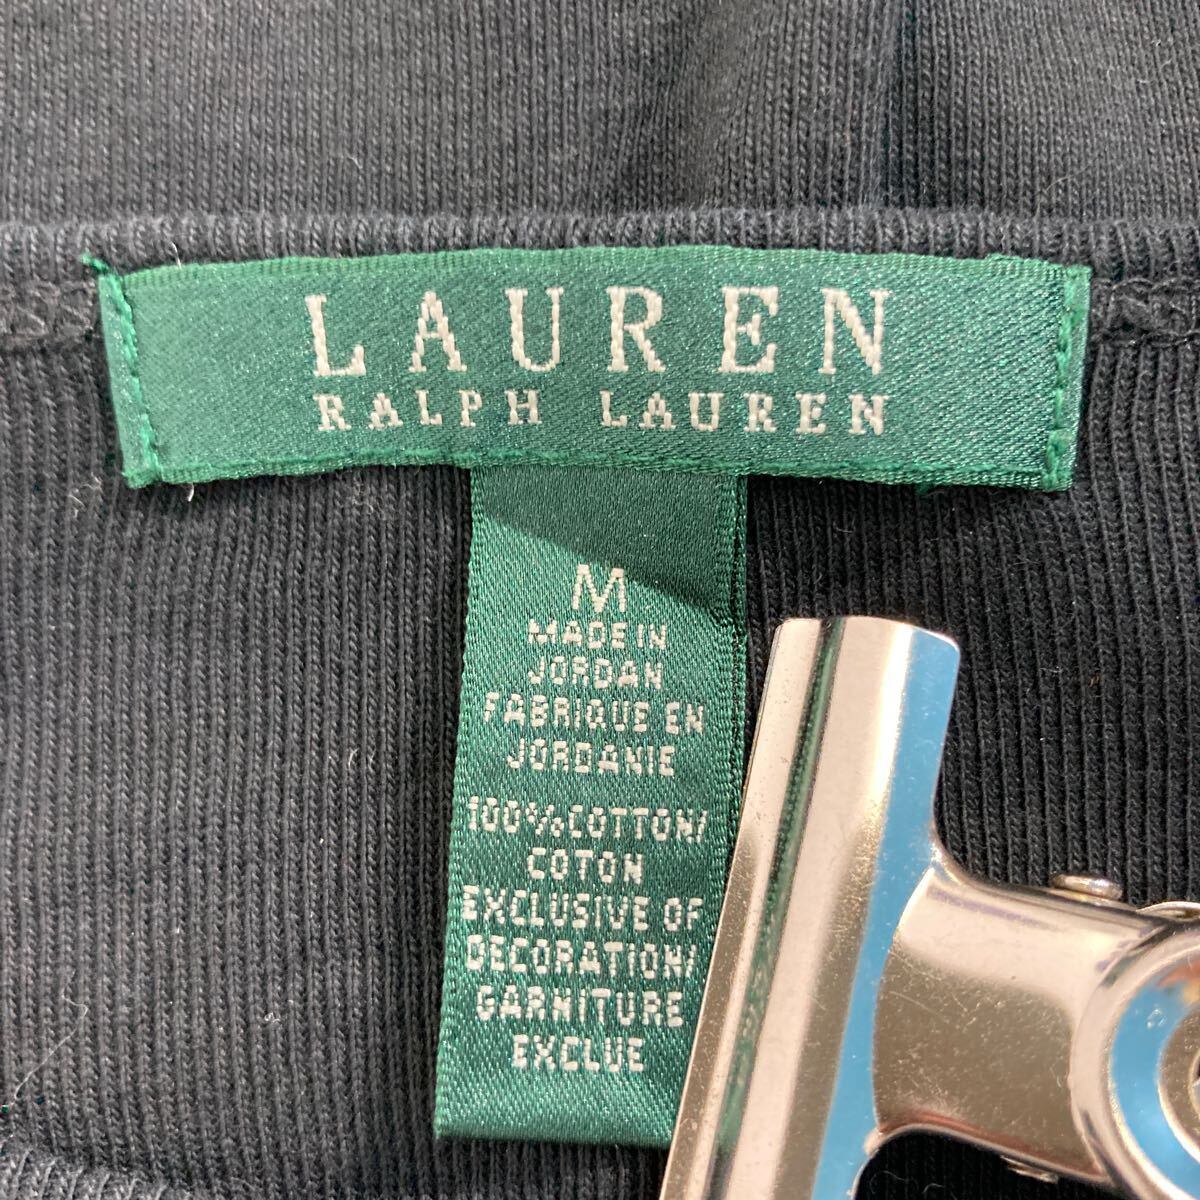 LAUREN
RALPH LAUREN
M
MADE IN
JORDAN
FABRIQUE EN
JORDANIE
100%COTTON/
COTON
EXCLUSIVE OF
DECORATION/
GARNITURE
EXCLUE